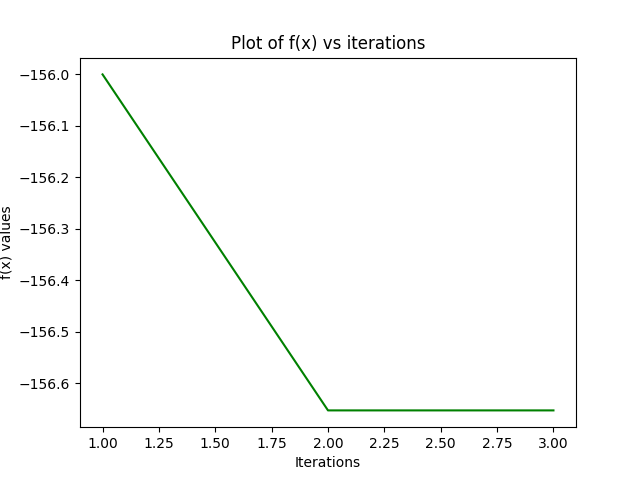 Plot of f(x) vs iterations
−156.0
−156.1
−156.2
−156.3
−156.4
−156.5
−156.6
f(x) values
1.00 1.25 1.50 1.75 2.00 2.25 2.50 2.75 3.00
Iterations